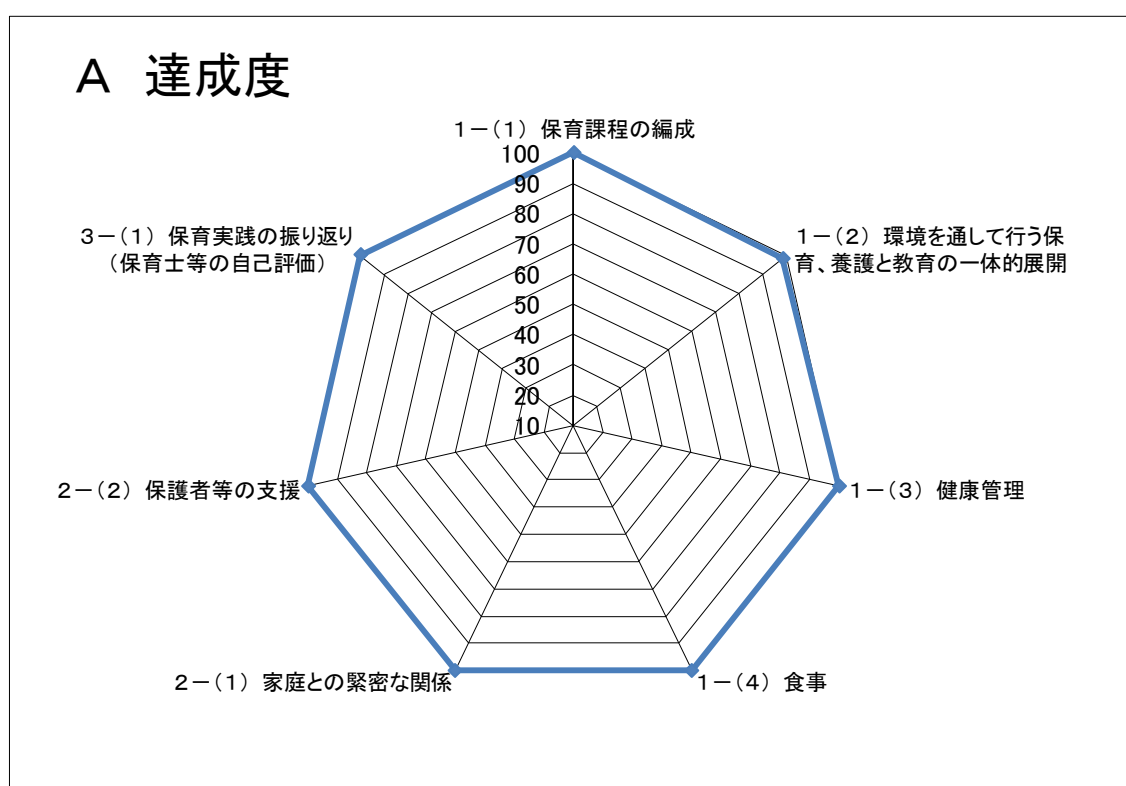 A 達成度
1－(1) 保育課程の編成
100
90
80
70
60
50
40
30
20
10
1－(2) 環境を通して行う保
育、養護と教育の一体的展開
1－(3) 健康管理
1－(4) 食事
2－(1) 家庭との緊密な関係
2－(2) 保護者等の支援
3－(1) 保育実践の振り返り
(保育士等の自己評価)